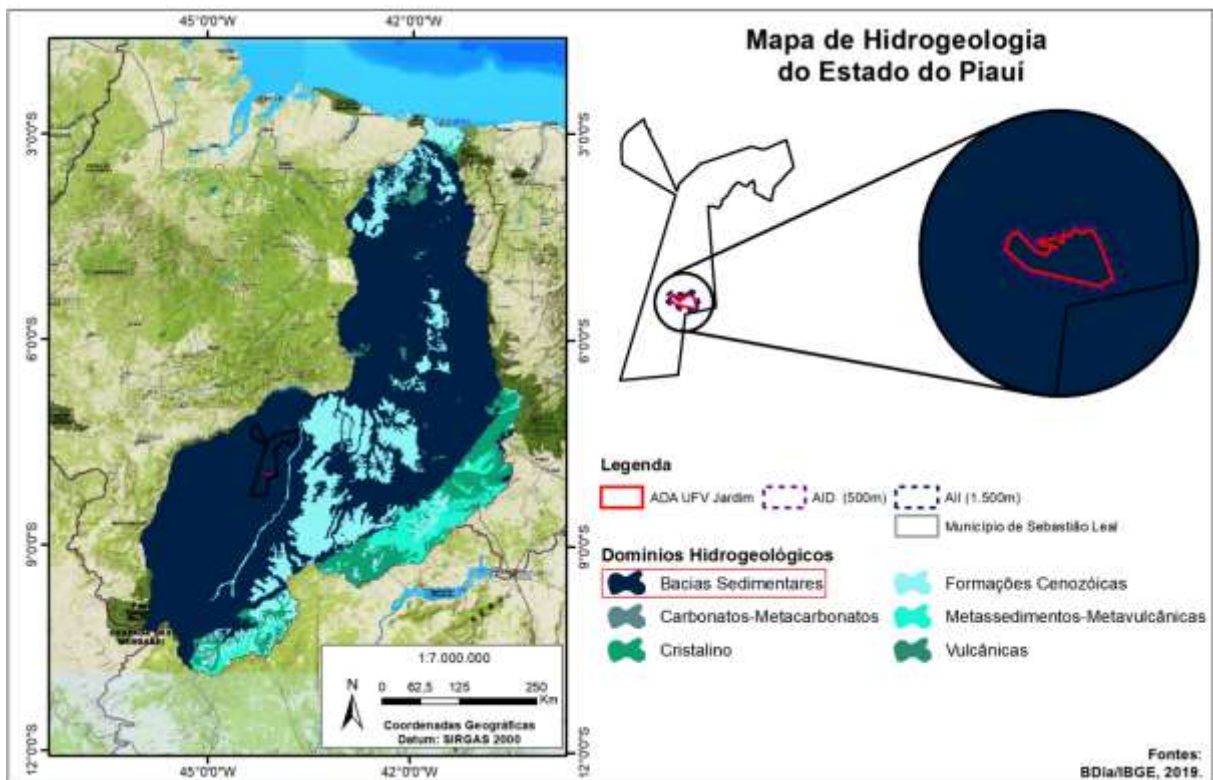 45°0'0"W
42°0'0"W
Mapa de Hidrogeologia
do Estado do Piauí
3°0'0"S
3°0'0"S
6°0'0"S
6°0'0"S
9°0'0"S
9°0'0"S
12°0'0"S
12°0'0"S
1:7.000.000
N
0 62,5 125 250
Km
Coordenadas Geográficas
Datum: SIRGAS 2000
45°0'0"W
42°0'0"W
Legenda
ADA UFV Jardim
AID (500m)
AII (1.500m)
Município de Sebastião Leal
Domínios Hidrogeológicos
Bacias Sedimentares
Formações Cenozóicas
Carbonatos-Metacarbonatos
Metassedimentos-Metavulcânicas
Cristalino
Vulcânicas
Fontes:
BDia/IBGE, 2019.